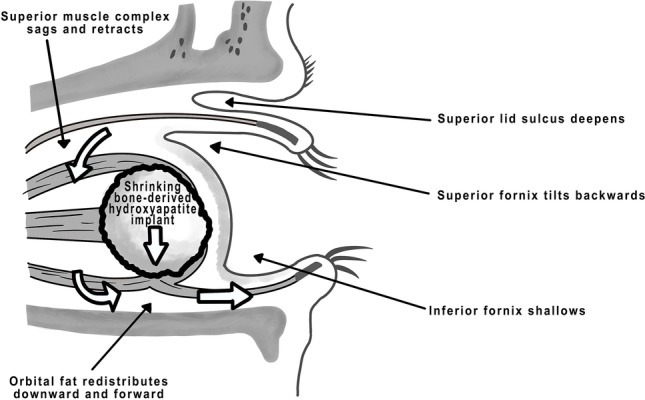 Superior muscle complex
sags and retracts
Superior lid sulcus deepens
Superior fornix tilts backwards
Shrinking
bone-derived
hydroxyapatite
implant
Inferior fornix shallows
Orbital fat redistributes
downward and forward